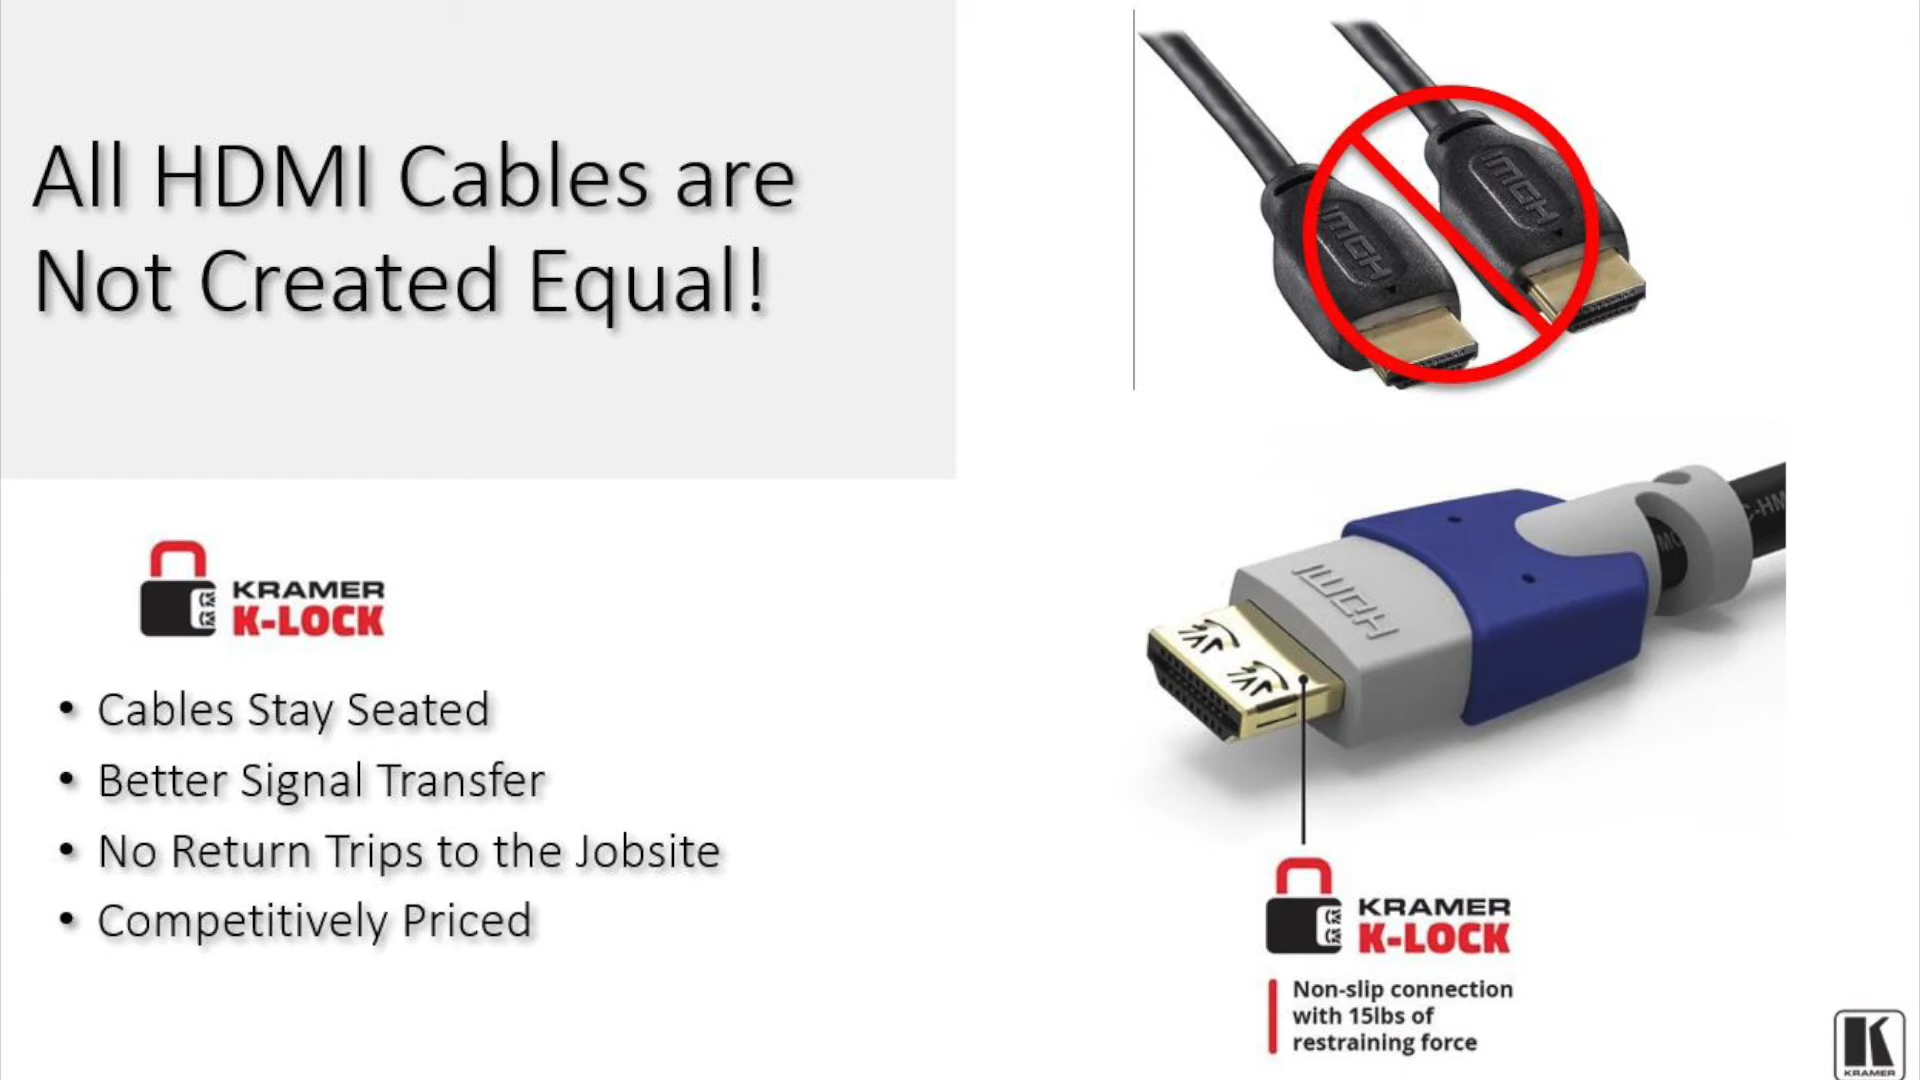 All HDMI Cables are
Not Created Equal!
KRAMER
K-LOCK
• Cables Stay Seated
• Better Signal Transfer
• No Return Trips to the Jobsite
• Competitively Priced
HDMI
HDMI
HDMI
KRAMER
K-LOCK
Non-slip connection
with 15lbs of
restraining force
K
KRAMER